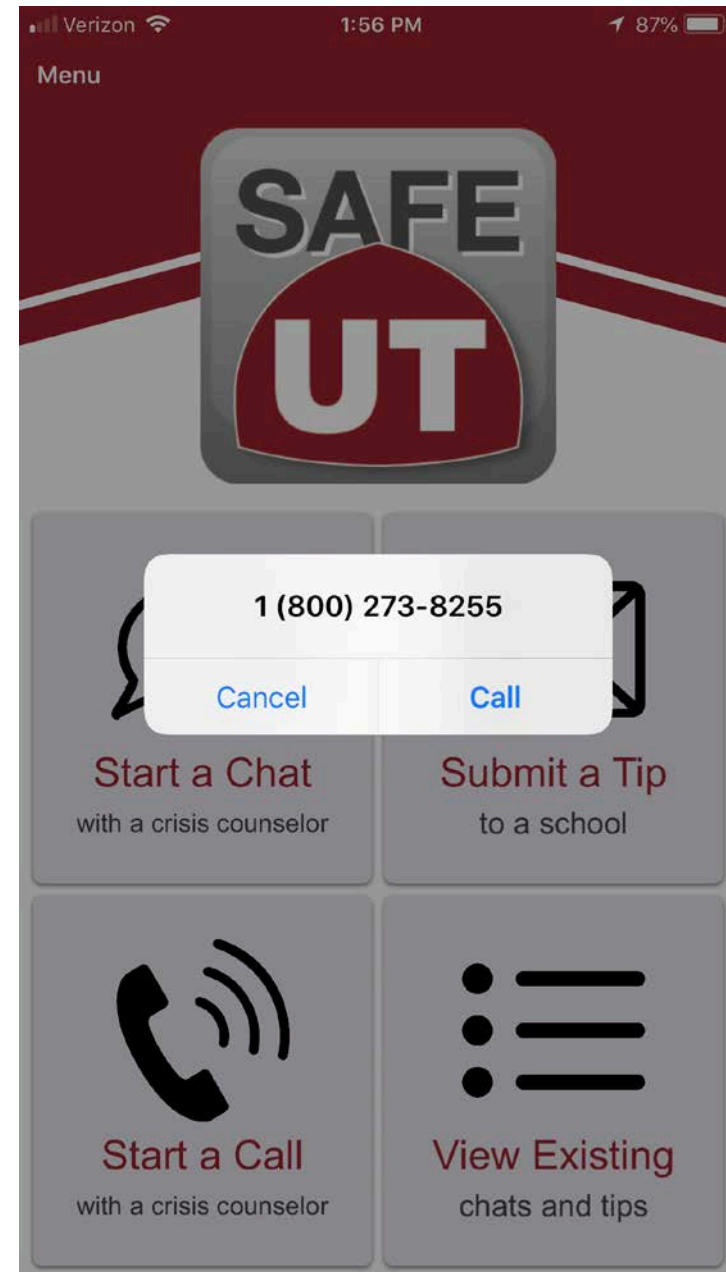 Verizon 1:56 PM 87%
Menu
SAFE
UT
1 (800) 273-8255
Cancel Call
Start a Chat Submit a Tip
with a crisis counselor to a school
Start a Call View Existing
with a crisis counselor chats and tips